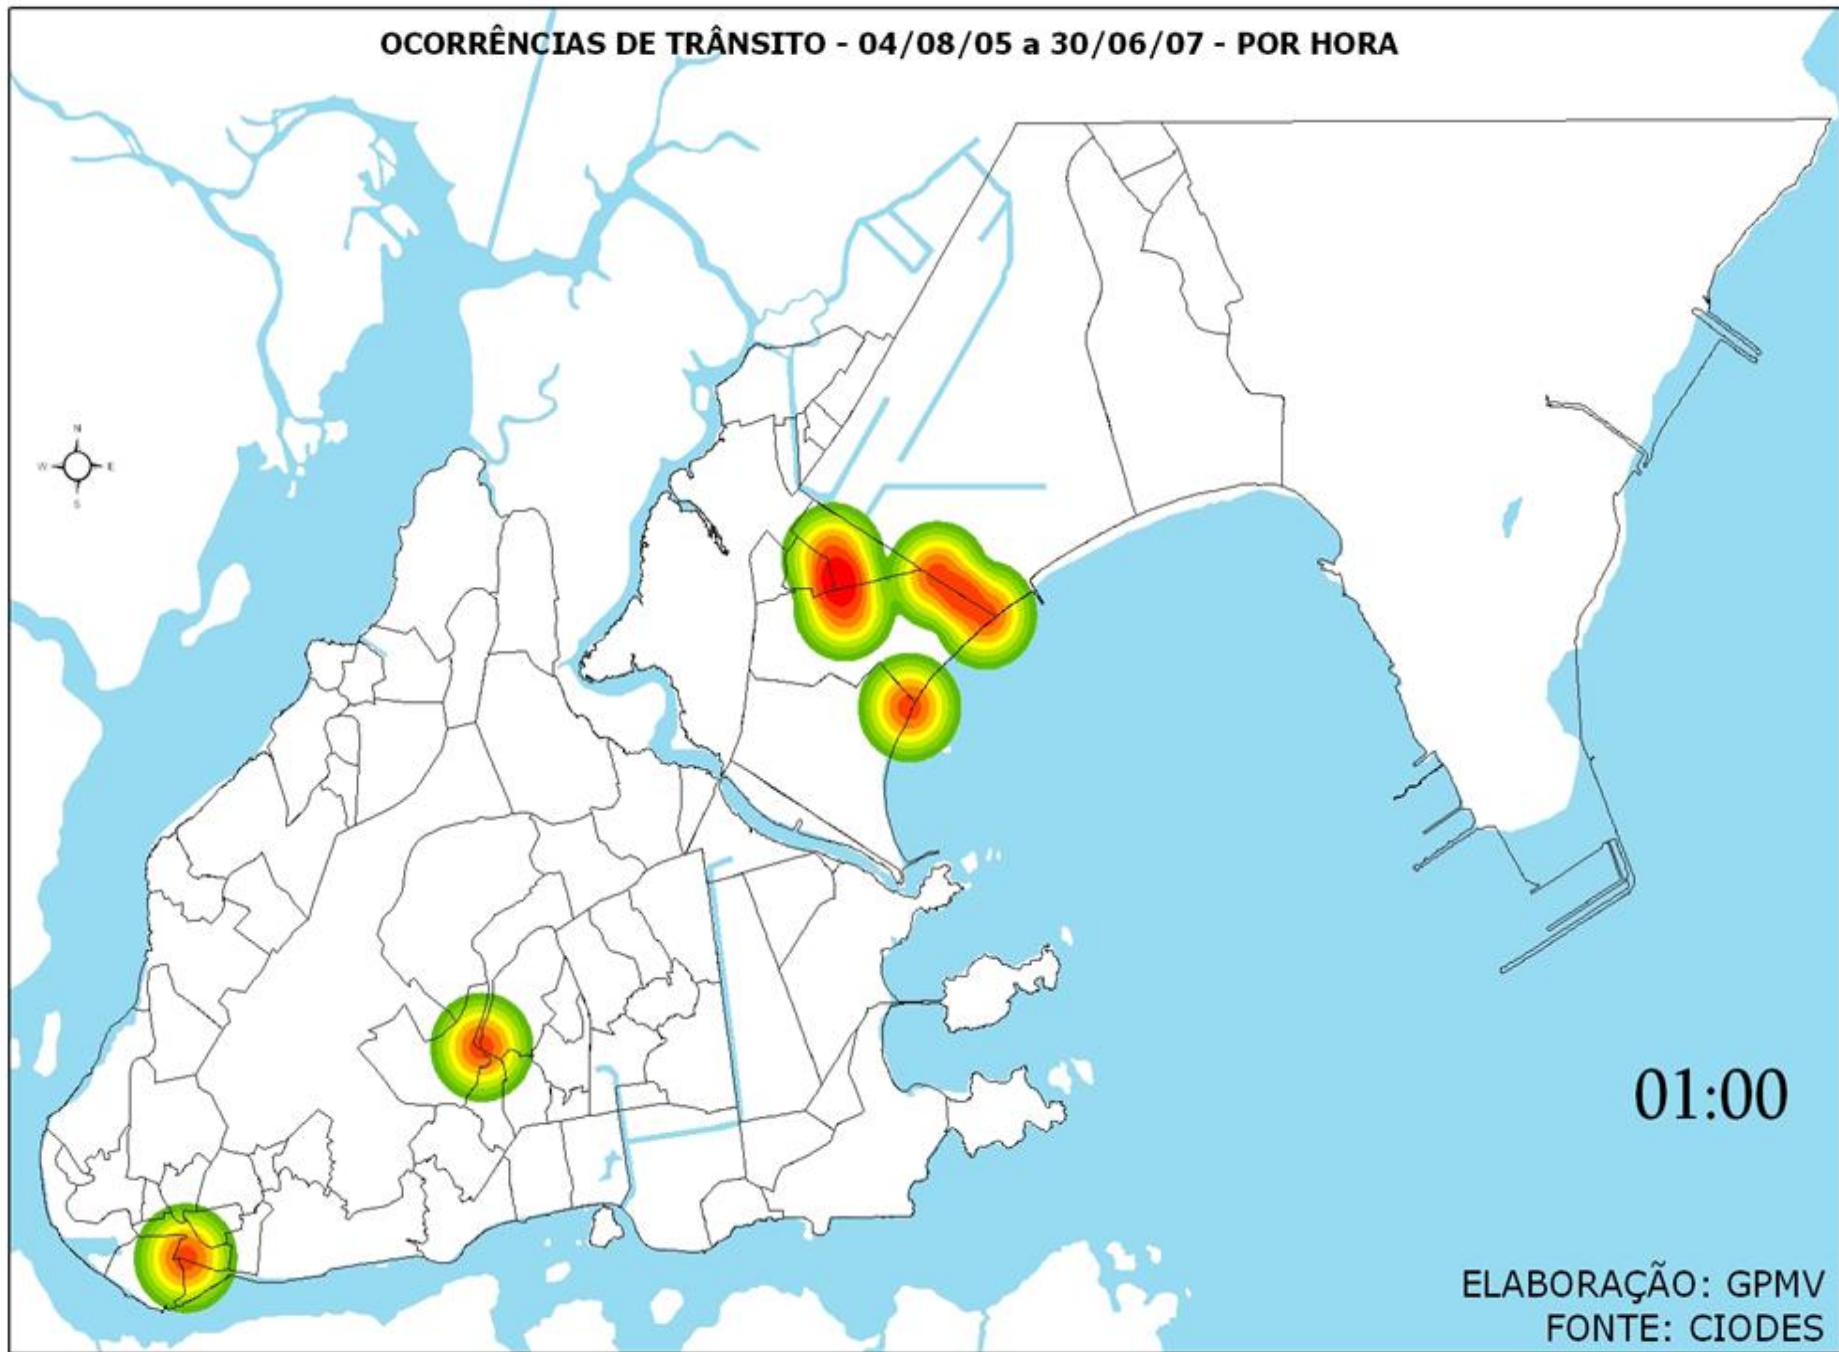 OCORRÊNCIAS DE TRÂNSITO - 04/08/05 a 30/06/07 - POR HORA
N
W E
S
01:00
ELABORAÇÃO: GPMV
FONTE: CIODES